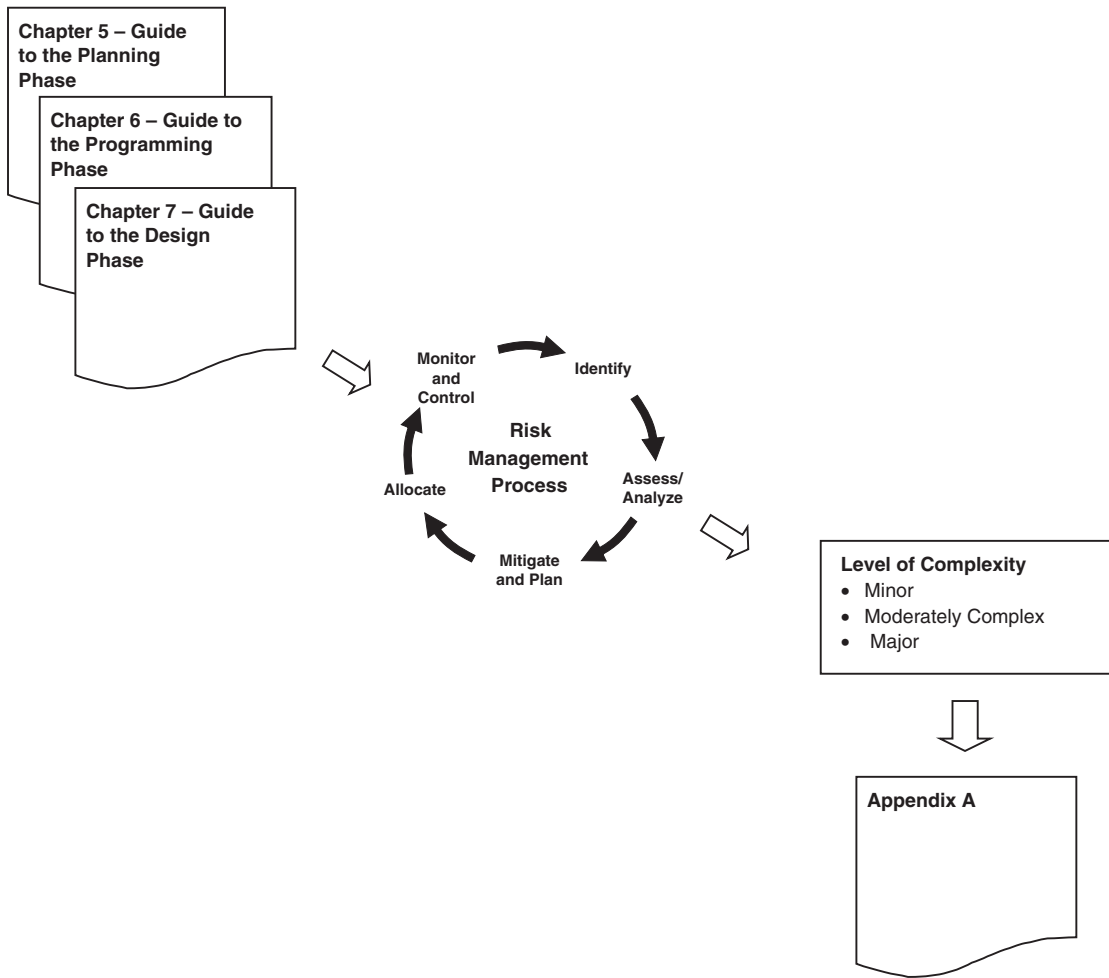 Chapter 5 – Guide
to the Planning
Phase
Chapter 6 – Guide to
the Programming
Phase
Chapter 7 – Guide
to the Design
Phase
Monitor
and
Control
Identify
Risk
Management
Process
Assess/
Analyze
Allocate
Mitigate
and Plan
Level of Complexity
• Minor
• Moderately Complex
• Major
Appendix A